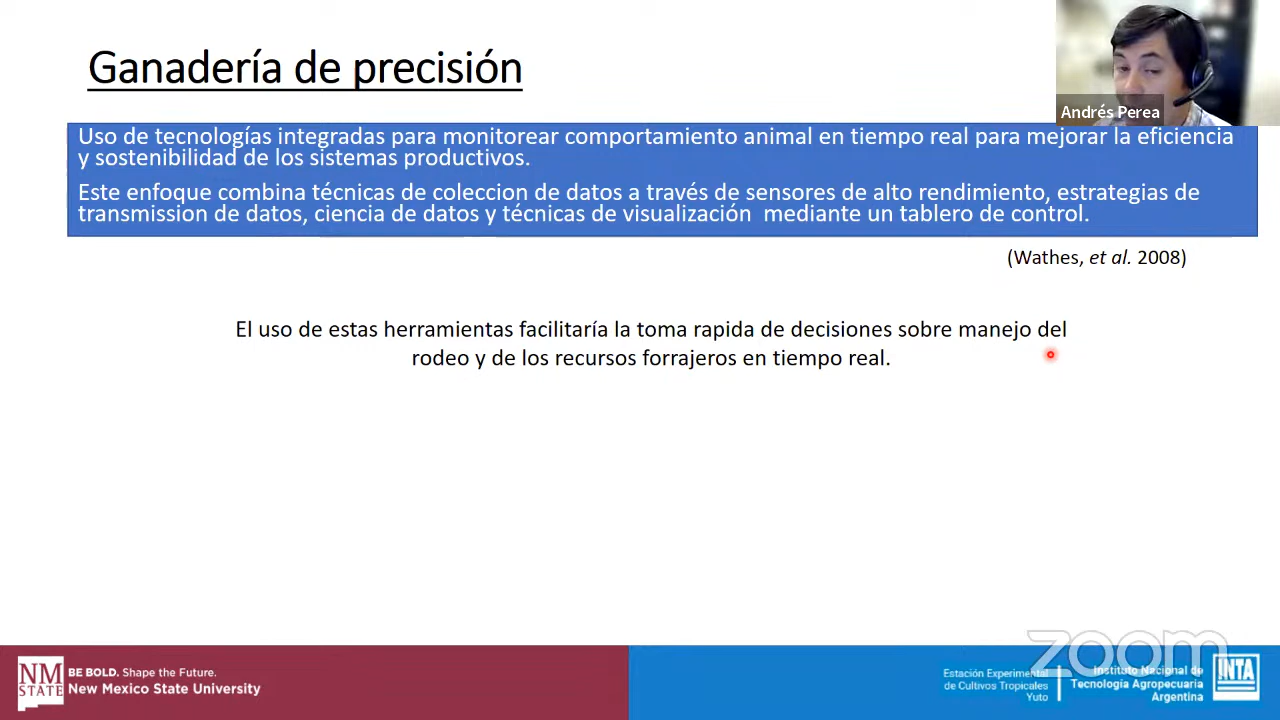 Ganadería de precisión
Andrés Perea
Uso de tecnologías integradas para monitorear comportamiento animal en tiempo real para mejorar la eficiencia
y sostenibilidad de los sistemas productivos.
Este enfoque combina técnicas de coleccion de datos a través de sensores de alto rendimiento, estrategias de
transmission de datos, ciencia de datos y técnicas de visualización  mediante un tablero de control.
(Wathes, et al. 2008)
El uso de estas herramientas facilitaría la toma rapida de decisiones sobre manejo del
rodeo y de los recursos forrajeros en tiempo real.
zoom
NM
STATE
BE BOLD. Shape the Future.
New Mexico State University
Estación Experimental
de Cultivos Tropicales
Yuto
Instituto Nacional de
Tecnología Agropecuaria
Argentina
INTA